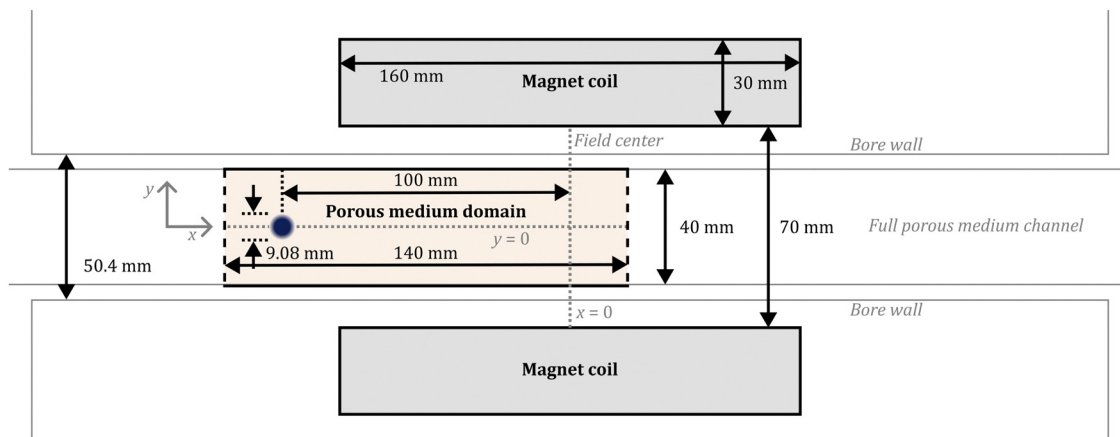 160 mm
Magnet coil
30 mm
Field center
Bore wall
y
x
100 mm
Porous medium domain
y = 0
9.08 mm
140 mm
40 mm
70 mm
Full porous medium channel
50.4 mm
x = 0
Bore wall
Magnet coil